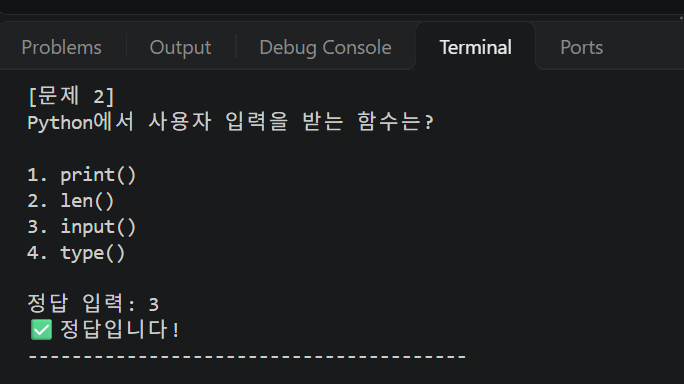 Problems Output Debug Console Terminal Ports
[문제 2]
Python에서 사용자 입력을 받는 함수는?
1. print()
2. len()
3. input()
4. type()
정답 입력: 3
✅ 정답입니다!
----------------------------------------